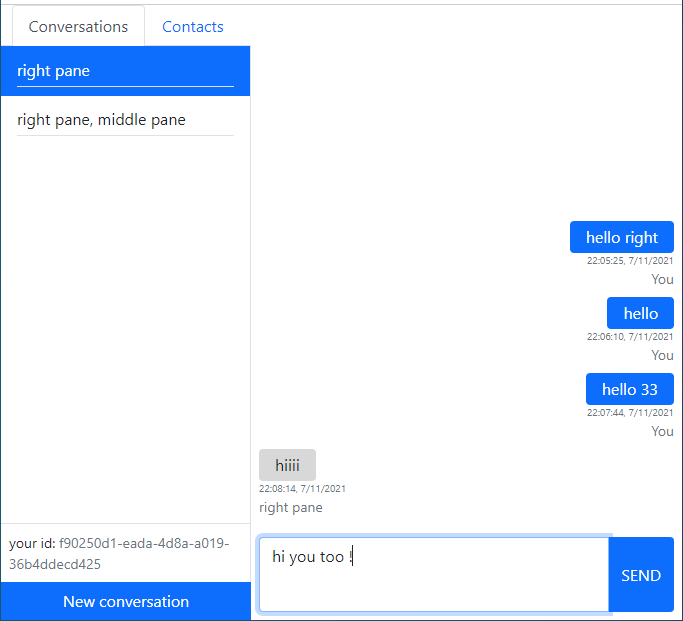 Conversations Contacts
right pane
right pane, middle pane
hello right
22:05:25, 7/11/2021
You
hello
22:06:10, 7/11/2021
You
hello 33
22:07:44, 7/11/2021
You
hiiii
22:08:14, 7/11/2021
right pane
your id: f90250d1-eada-4d8a-a019-
36b4ddecd425
New conversation
hi you too !
SEND